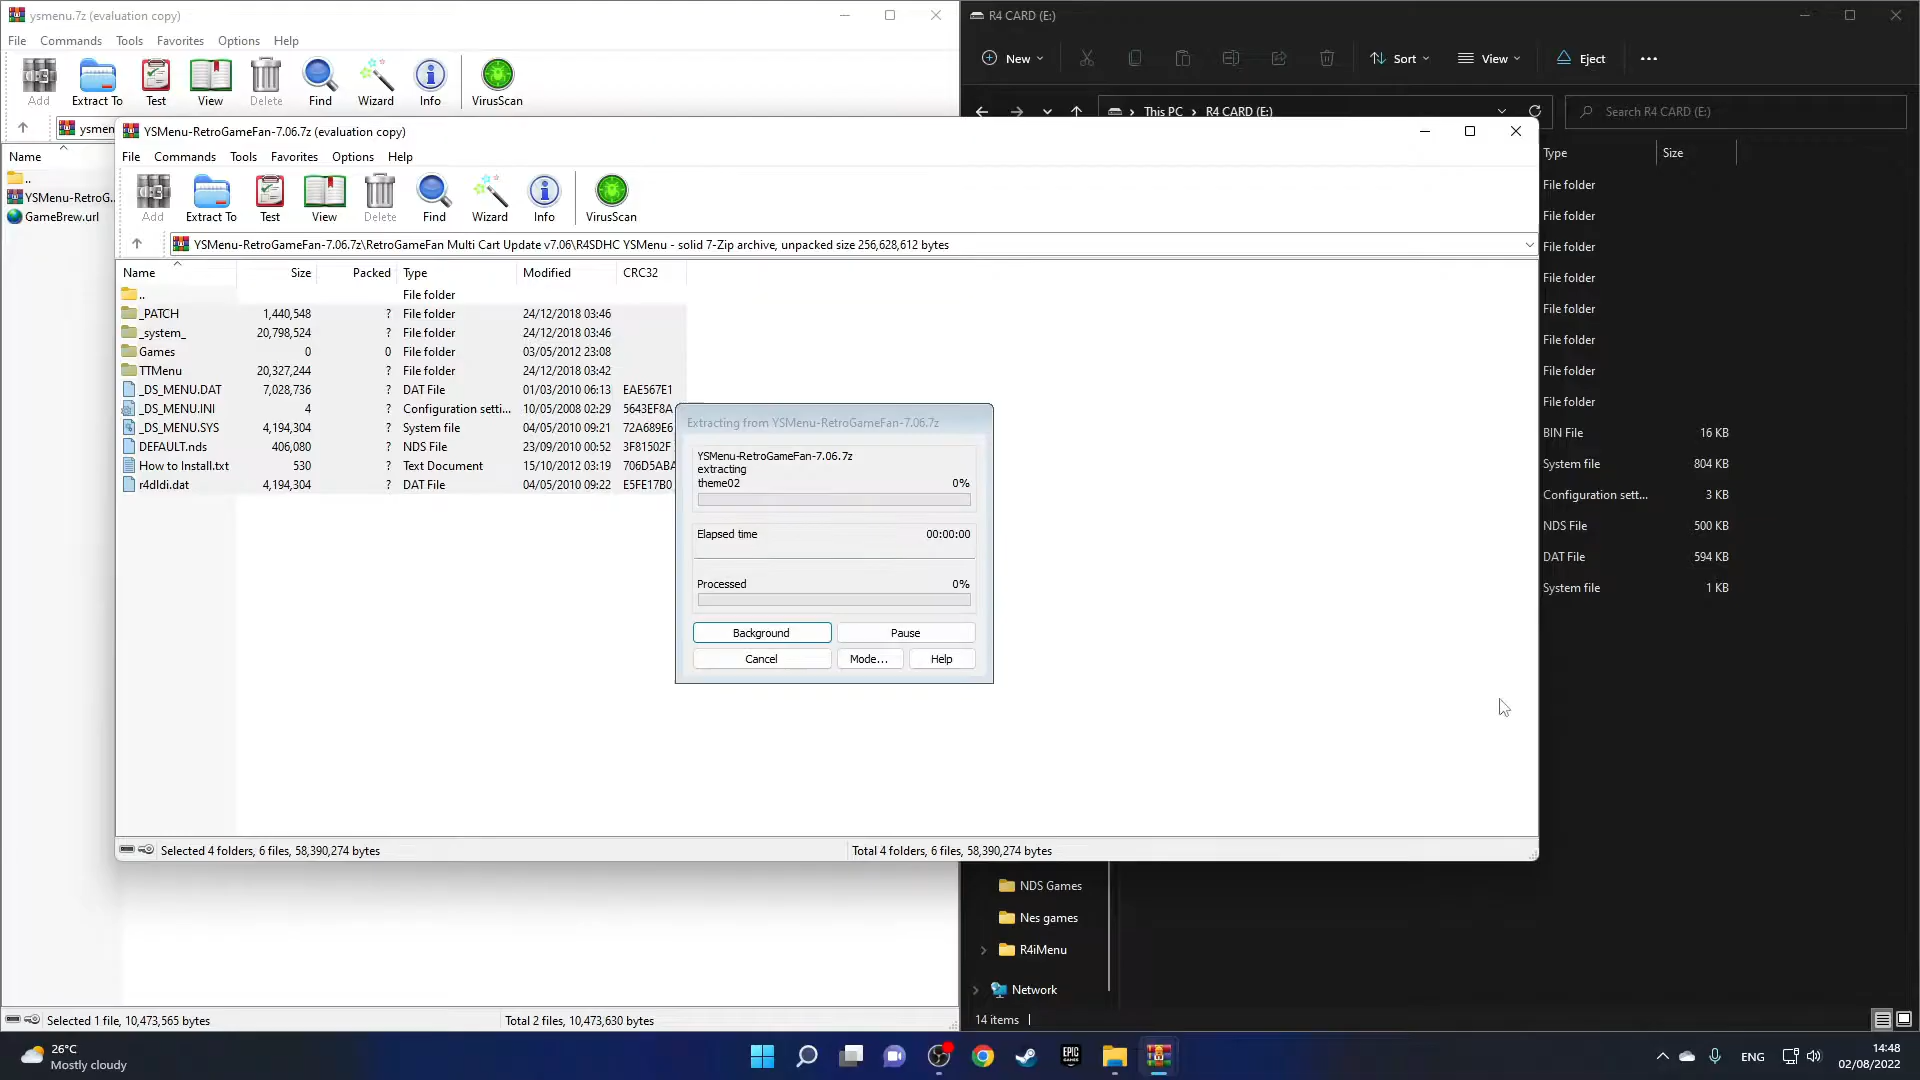 ysmenu.7z (evaluation copy)
File Commands Tools Favorites Options Help
Add Extract To Test View Delete Find Wizard Info VirusScan
ysmen
Name
..
YSMenu-RetroG...
GameBrew.url
Selected 1 file, 10,473,565 bytes
Total 2 files, 10,473,630 bytes
R4 CARD (E:)
New Sort View Eject
This PC > R4 CARD (E:)
Search R4 CARD (E:)
Type Size
File folder
File folder
File folder
File folder
File folder
File folder
File folder
File folder
BIN File 16 KB
System file 804 KB
Configuration sett... 3 KB
NDS File 500 KB
DAT File 594 KB
System file 1 KB
YSMenu-RetroGameFan-7.06.7z (evaluation copy)
File Commands Tools Favorites Options Help
Add Extract To Test View Delete Find Wizard Info VirusScan
YSMenu-RetroGameFan-7.06.7z\RetroGameFan Multi Cart Update v7.06\R4SDHC YSMenu - solid 7-Zip archive, unpacked size 256,628,612 bytes
Name Size Packed Type Modified CRC32
.. File folder
_PATCH 1,440,548 ? File folder 24/12/2018 03:46
_system_ 20,798,524 ? File folder 24/12/2018 03:46
Games 0 0 File folder 03/05/2012 23:08
TTMenu 20,327,244 ? File folder 24/12/2018 03:42
_DS_MENU.DAT 7,028,736 ? DAT File 01/03/2010 06:13 EAE567E1
_DS_MENU.INI 4 ? Configuration setti... 10/05/2008 02:29 5643EF8A
_DS_MENU.SYS 4,194,304 ? System file 04/05/2010 09:21 72A689E6
DEFAULT.nds 406,080 ? NDS File 23/09/2010 00:52 3F81502F
How to Install.txt 530 ? Text Document 15/10/2012 03:19 706D5ABA
r4dldi.dat 4,194,304 ? DAT File 04/05/2010 09:22 E5FE17B0
Extracting from YSMenu-RetroGameFan-7.06.7z
YSMenu-RetroGameFan-7.06.7z
extracting
theme02 0%
Elapsed time 00:00:00
Processed 0%
Background Pause
Cancel Mode... Help
Selected 4 folders, 6 files, 58,390,274 bytes
Total 4 folders, 6 files, 58,390,274 bytes
NDS Games
Nes games
R4iMenu
Network
14 items
26°C
Mostly cloudy
EPIC
GAMES
ENG
14:48
02/08/2022